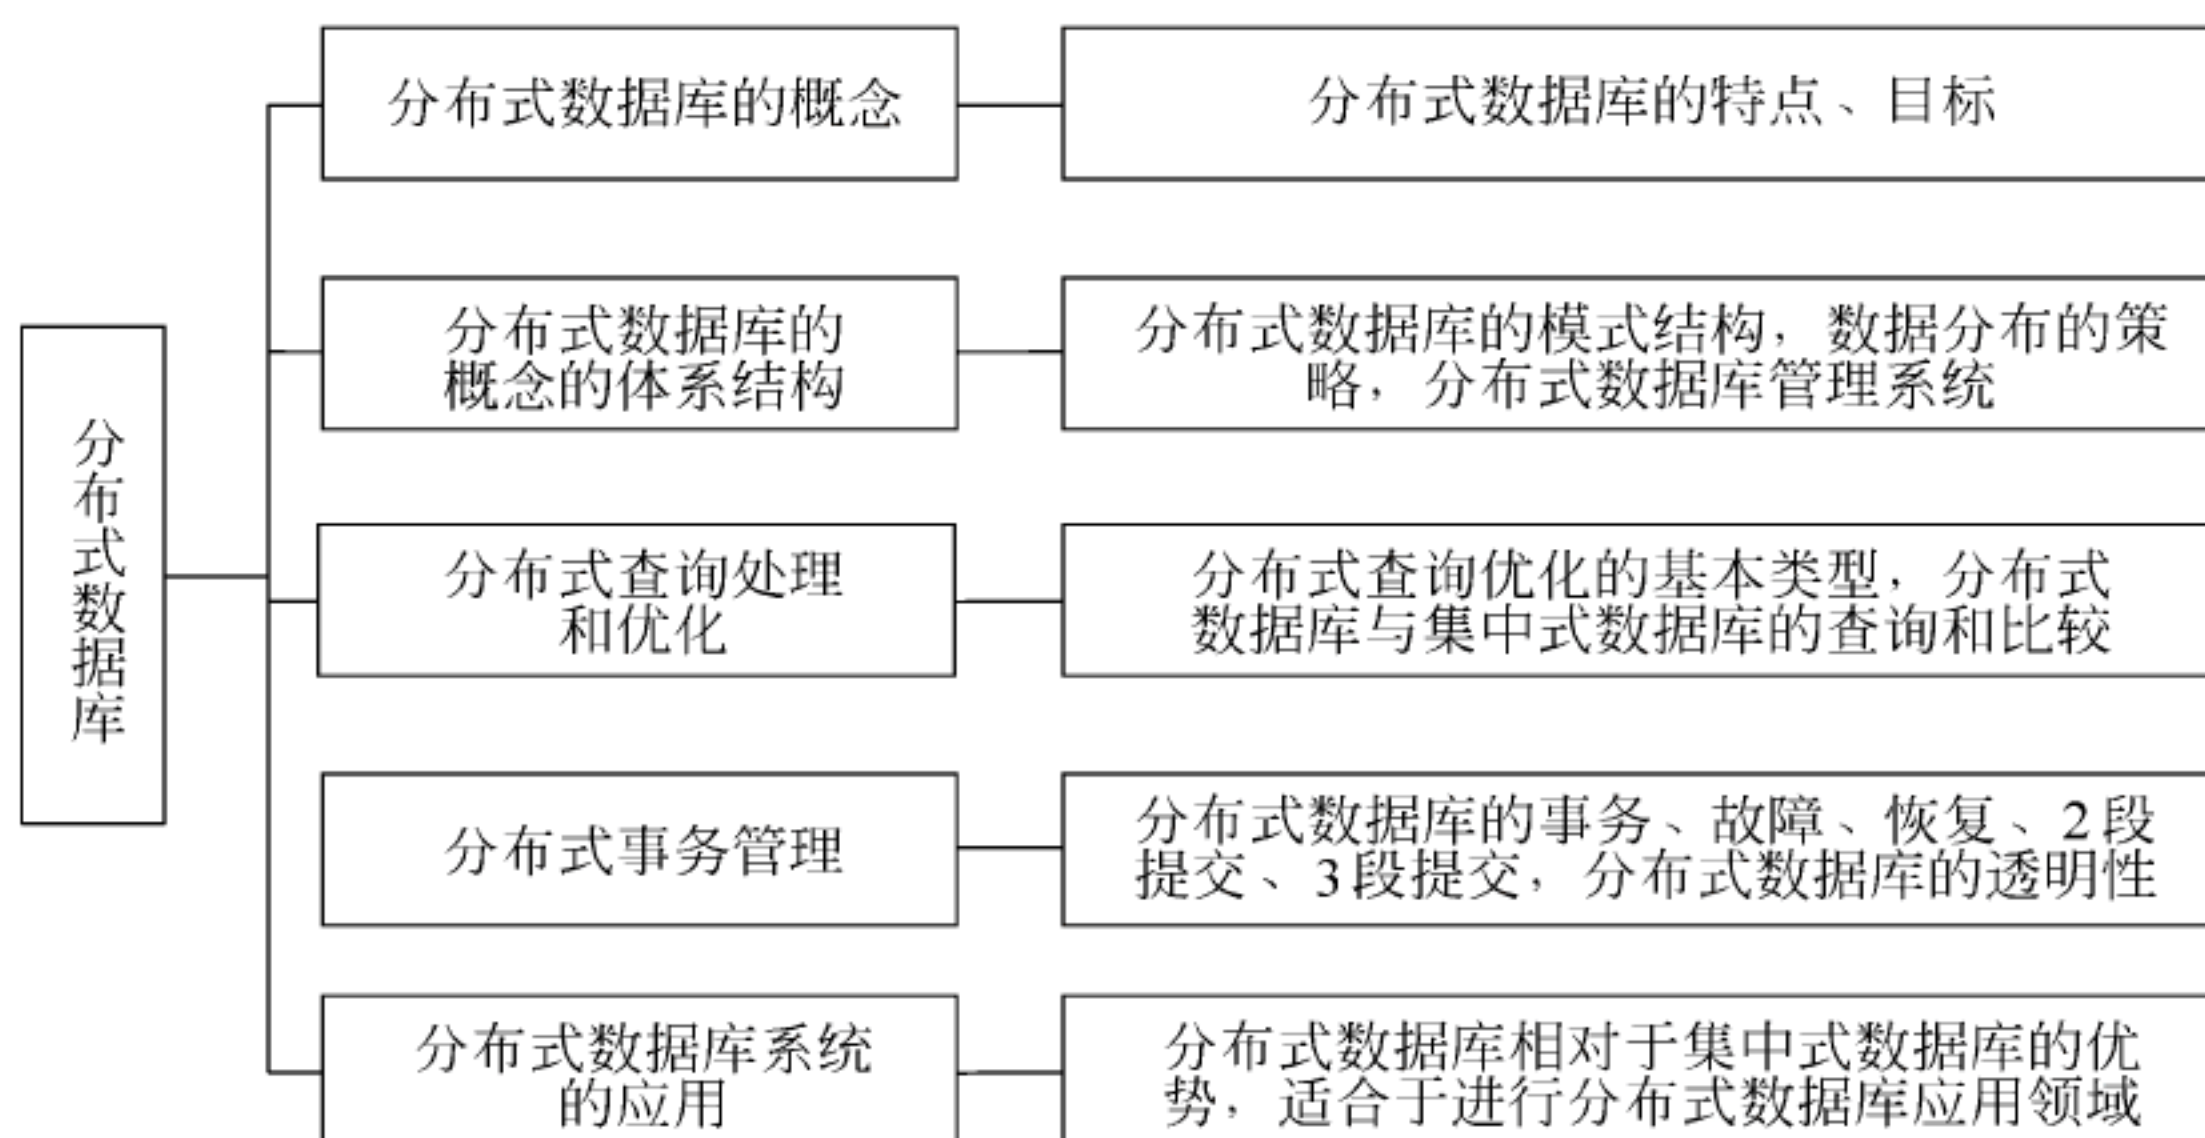 分布式数据库
分布式数据库的概念
分布式数据库的特点、目标
分布式数据库的
概念的体系结构
分布式数据库的模式结构，数据分布的策
略，分布式数据库管理系统
分布式查询处理
和优化
分布式查询优化的基本类型，分布式
数据库与集中式数据库的查询和比较
分布式事务管理
分布式数据库的事务、故障、恢复、2段
提交、3段提交，分布式数据库的透明性
分布式数据库系统
的应用
分布式数据库相对于集中式数据库的优
势，适合于进行分布式数据库应用领域